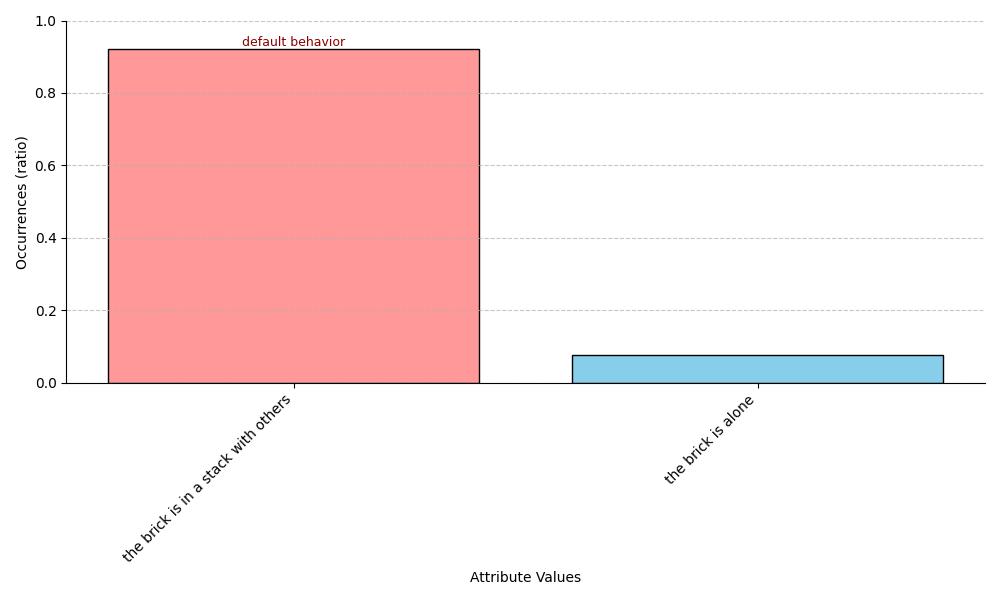 default behavior
Occurrences (ratio)
1.0
0.8
0.6
0.4
0.2
0.0
the brick is in a stack with others
the brick is alone
Attribute Values